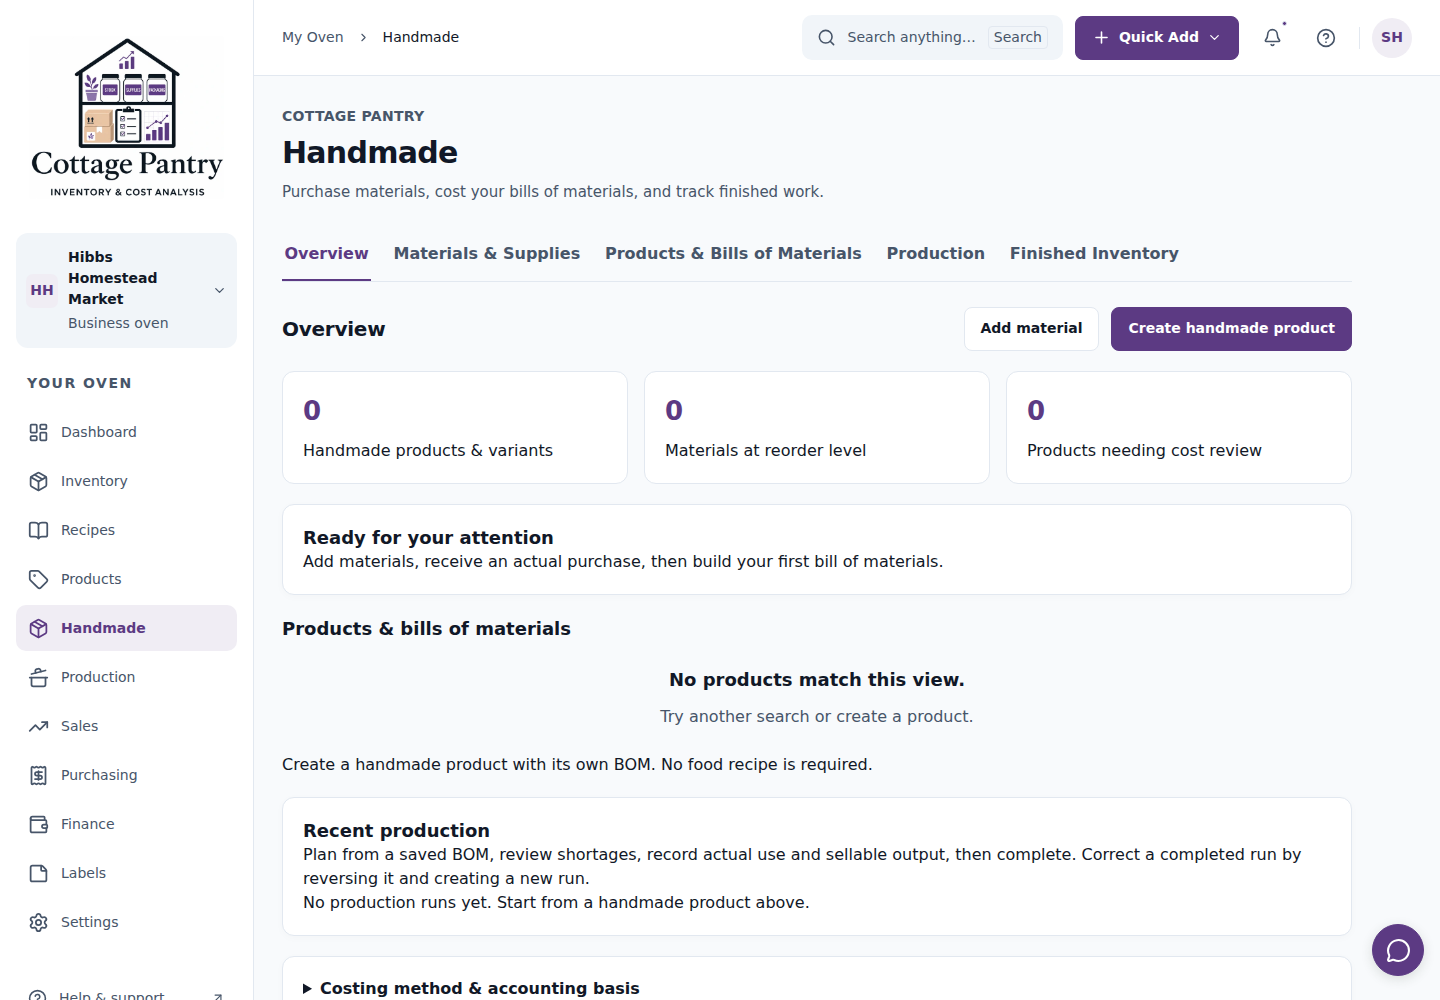 Cottage Pantry
INVENTORY & COST ANALYSIS
HH
Hibbs
Homestead
Market
Business oven
YOUR OVEN
Dashboard
Inventory
Recipes
Products
Handmade
Production
Sales
Purchasing
Finance
Labels
Settings
Help & support
My Oven > Handmade
Search anything... Search
Quick Add
SH
COTTAGE PANTRY
Handmade
Purchase materials, cost your bills of materials, and track finished work.
Overview Materials & Supplies Products & Bills of Materials Production Finished Inventory
Overview
Add material Create handmade product
0
Handmade products & variants
0
Materials at reorder level
0
Products needing cost review
Ready for your attention
Add materials, receive an actual purchase, then build your first bill of materials.
Products & bills of materials
No products match this view.
Try another search or create a product.
Create a handmade product with its own BOM. No food recipe is required.
Recent production
Plan from a saved BOM, review shortages, record actual use and sellable output, then complete. Correct a completed run by
reversing it and creating a new run.
No production runs yet. Start from a handmade product above.
Costing method & accounting basis